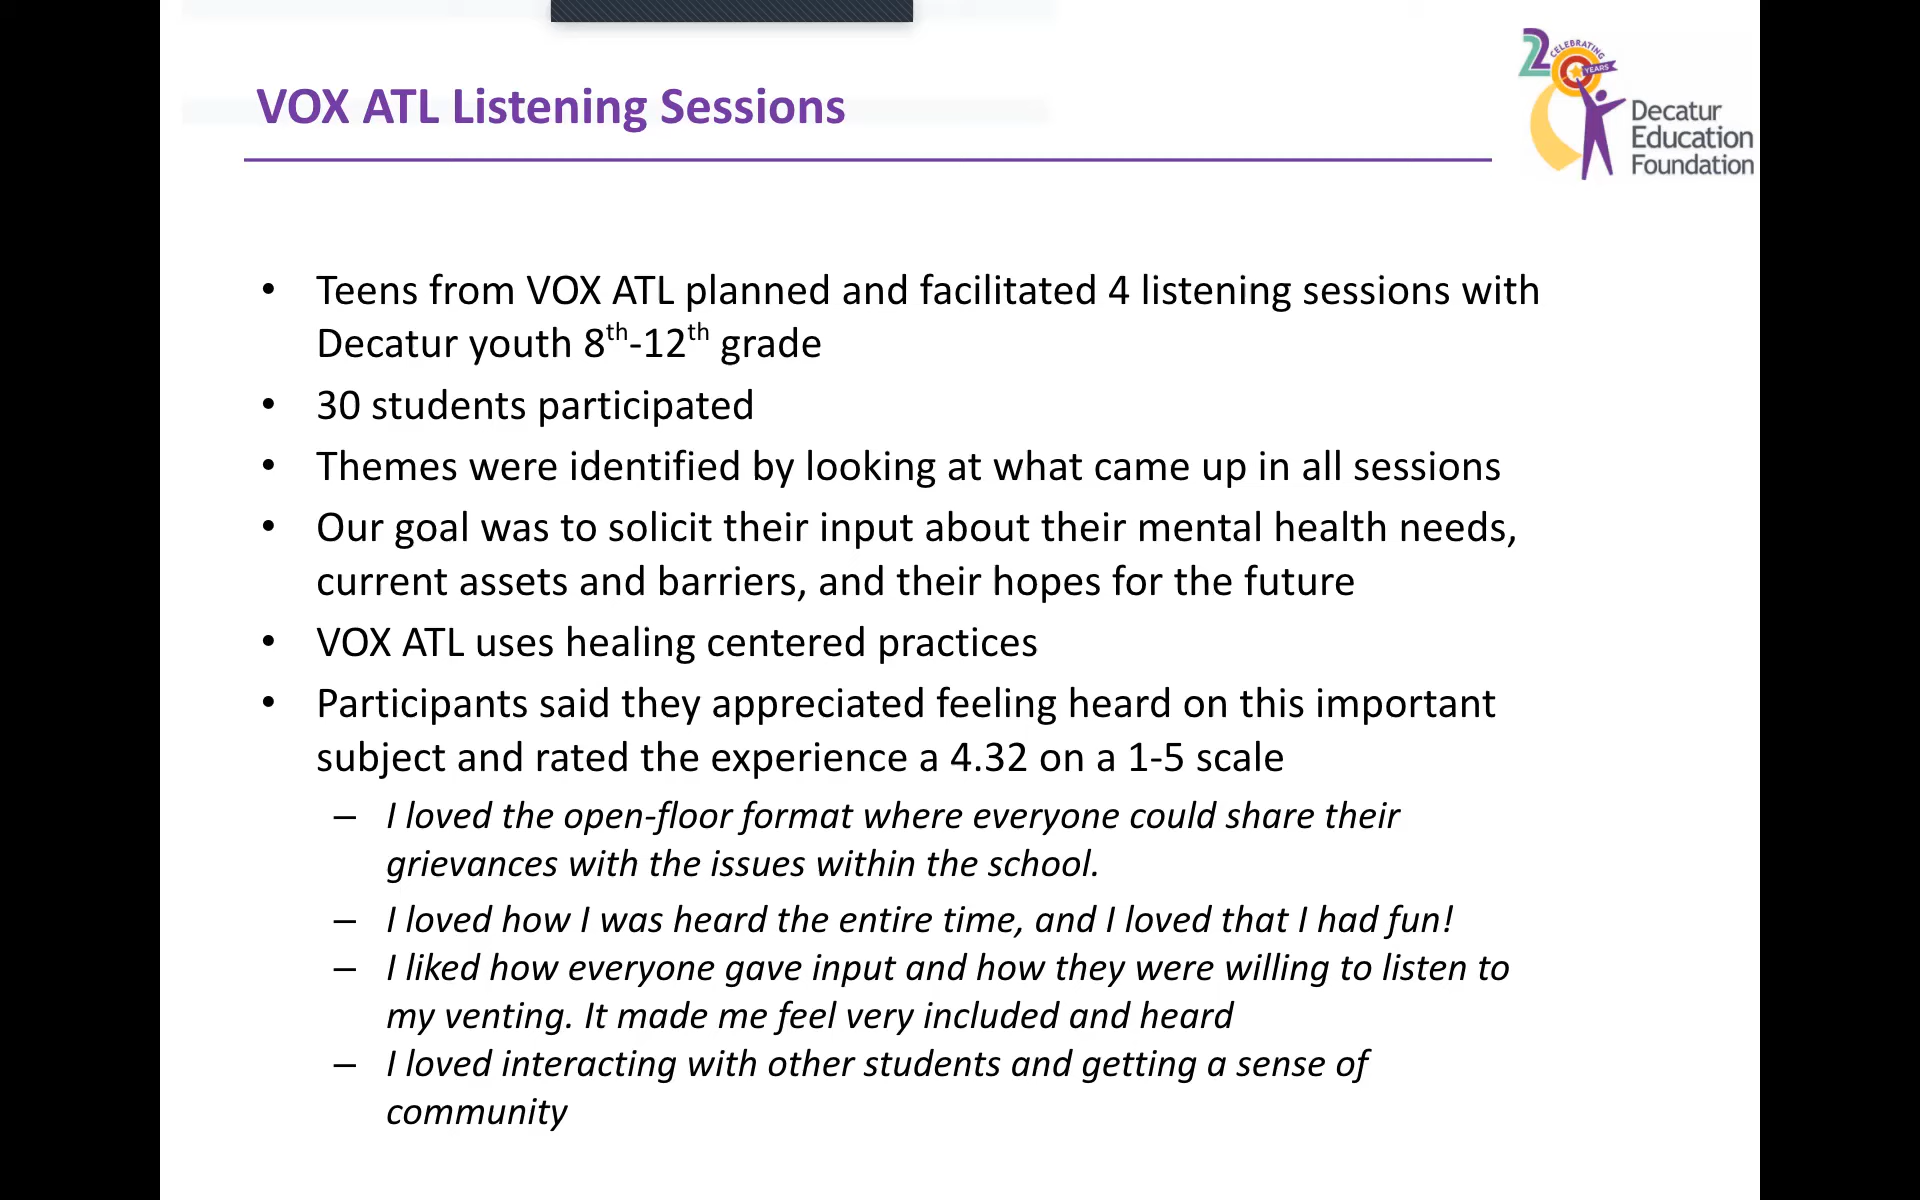 VOX ATL Listening Sessions
20
CELEBRATING
YEARS
Decatur
Education
Foundation
• Teens from VOX ATL planned and facilitated 4 listening sessions with
Decatur youth 8th-12th grade
• 30 students participated
• Themes were identified by looking at what came up in all sessions
• Our goal was to solicit their input about their mental health needs,
current assets and barriers, and their hopes for the future
• VOX ATL uses healing centered practices
• Participants said they appreciated feeling heard on this important
subject and rated the experience a 4.32 on a 1-5 scale
– I loved the open-floor format where everyone could share their
grievances with the issues within the school.
– I loved how I was heard the entire time, and I loved that I had fun!
– I liked how everyone gave input and how they were willing to listen to
my venting. It made me feel very included and heard
– I loved interacting with other students and getting a sense of
community